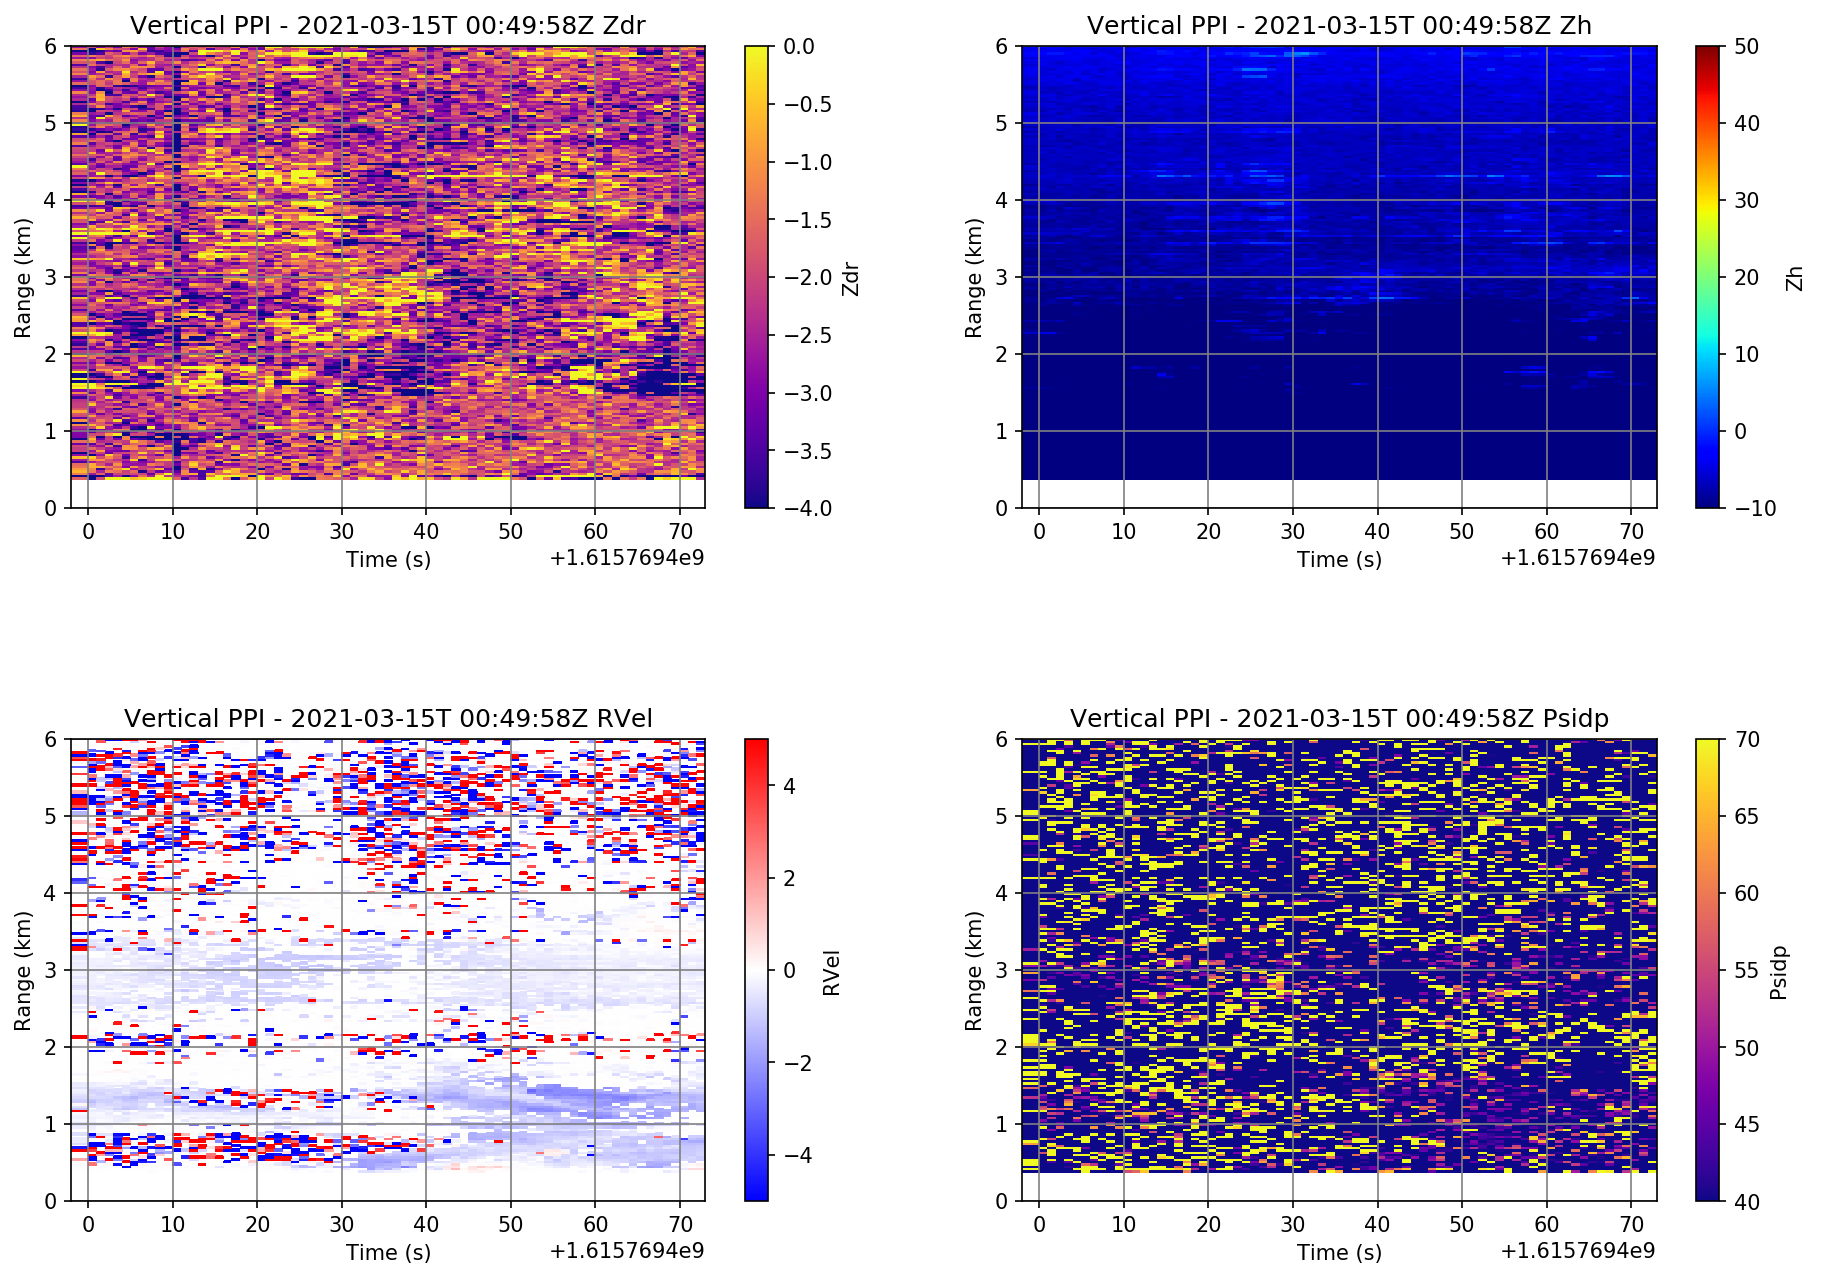 Vertical PPI - 2021-03-15T 00:49:58Z Zdr
6
5
4
3
2
1
0
Range (km)
0 10 20 30 40 50 60 70
Time (s)
+1.6157694e9
0.0
−0.5
−1.0
−1.5
−2.0
−2.5
−3.0
−3.5
−4.0
Zdr
Vertical PPI - 2021-03-15T 00:49:58Z Zh
6
5
4
3
2
1
0
Range (km)
0 10 20 30 40 50 60 70
Time (s)
+1.6157694e9
50
40
30
20
10
0
−10
Zh
Vertical PPI - 2021-03-15T 00:49:58Z RVel
6
5
4
3
2
1
0
Range (km)
0 10 20 30 40 50 60 70
Time (s)
+1.6157694e9
4
2
0
−2
−4
RVel
Vertical PPI - 2021-03-15T 00:49:58Z Psidp
6
5
4
3
2
1
0
Range (km)
0 10 20 30 40 50 60 70
Time (s)
+1.6157694e9
70
65
60
55
50
45
40
Psidp